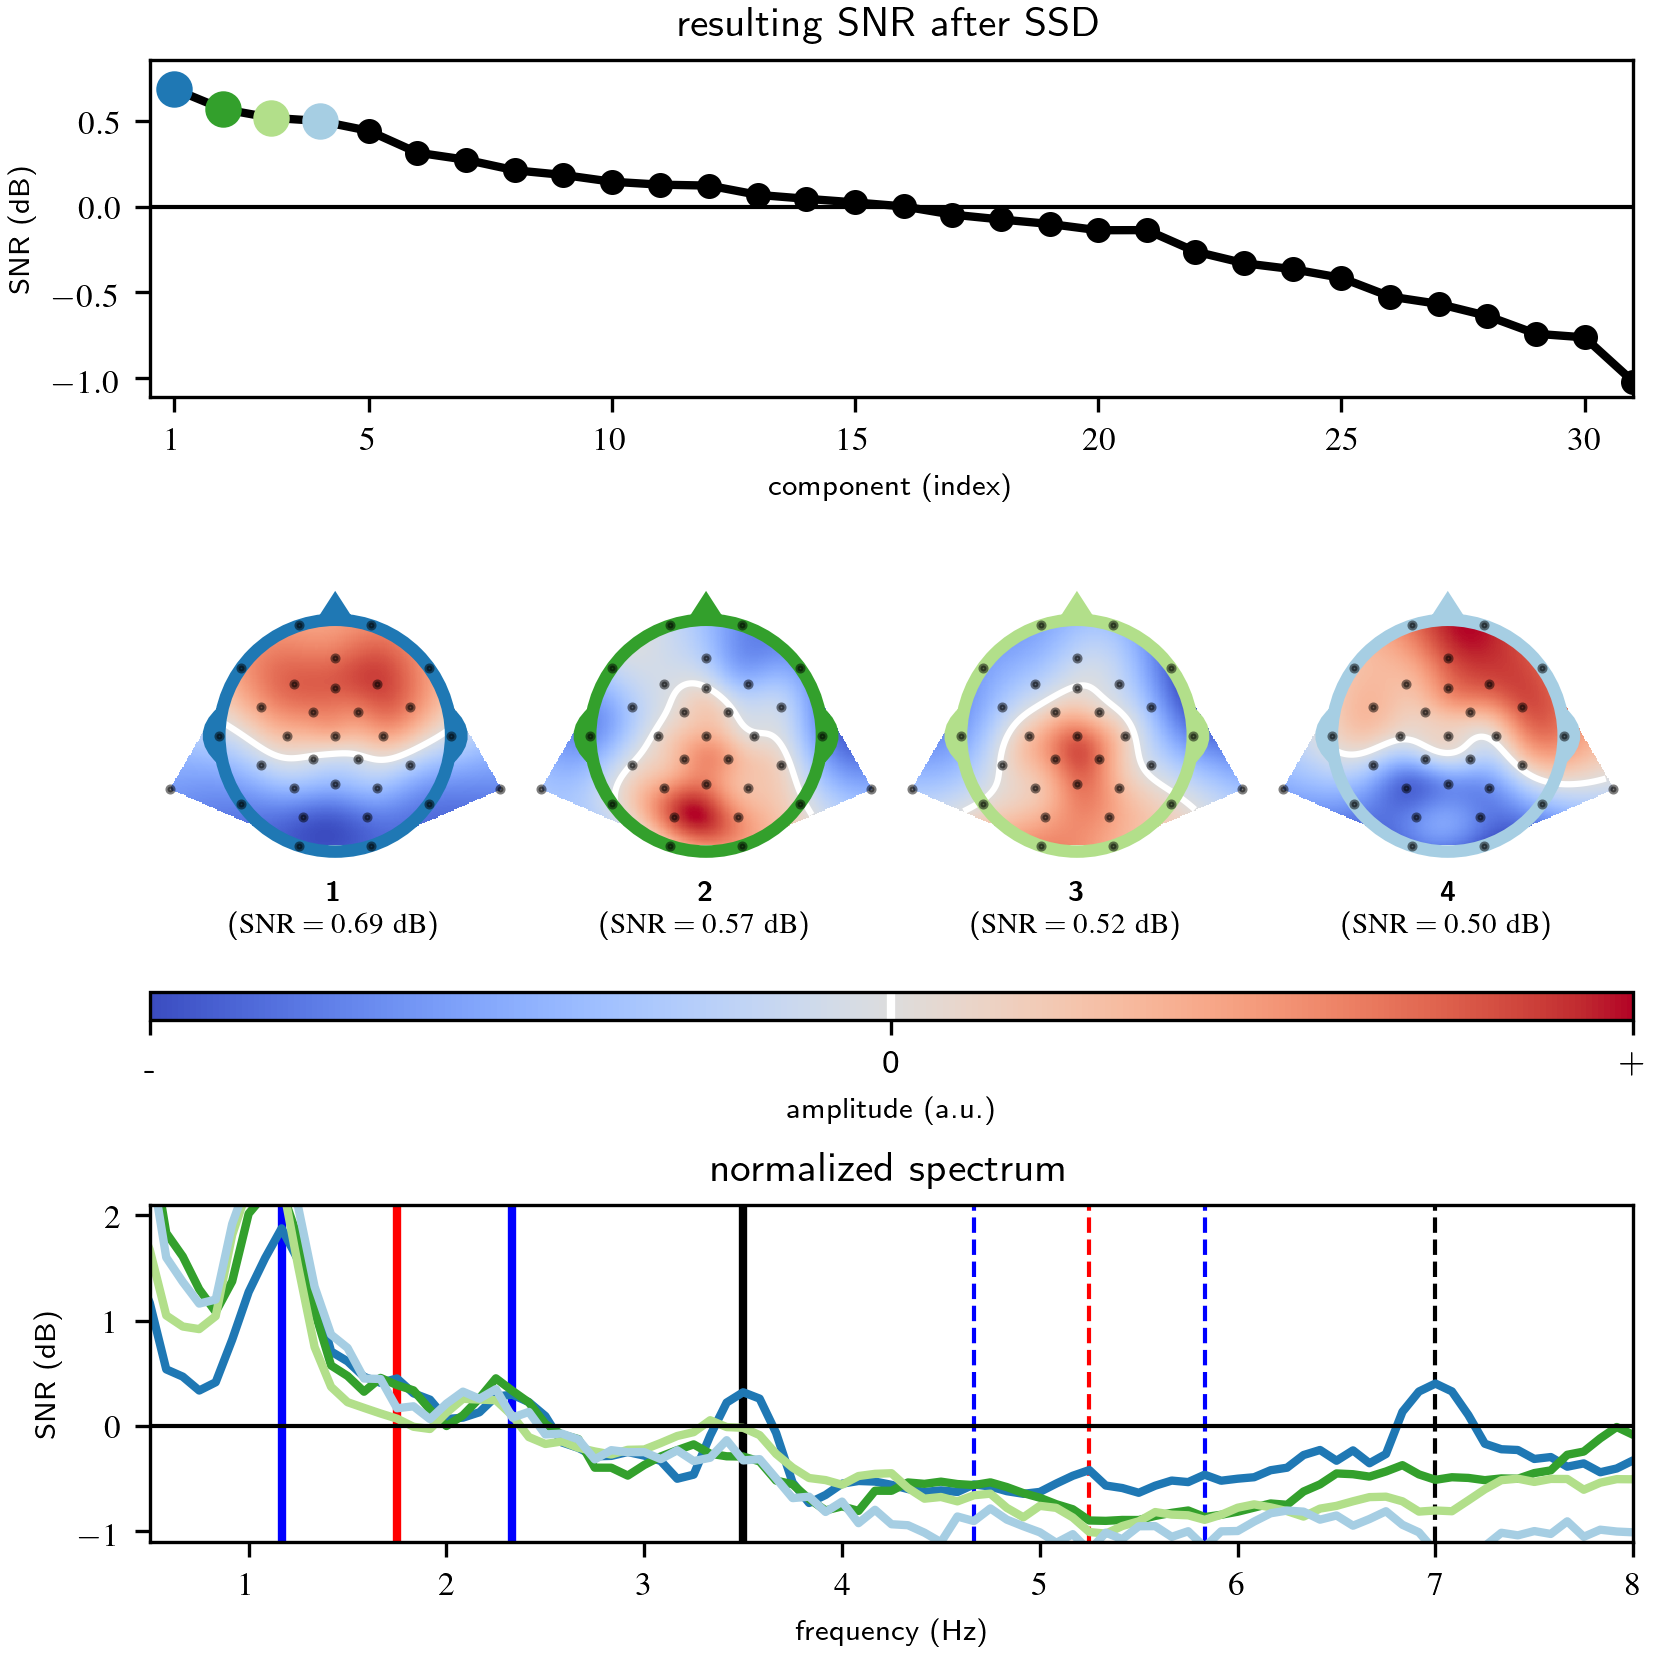 resulting SNR after SSD
SNR (dB)
0.5
0.0
−0.5
−1.0
1 5 10 15 20 25 30
component (index)
1 2 3 4
(SNR = 0.69 dB) (SNR = 0.57 dB) (SNR = 0.52 dB) (SNR = 0.50 dB)
- 0 +
amplitude (a.u.)
normalized spectrum
SNR (dB)
2
1
0
−1
1 2 3 4 5 6 7 8
frequency (Hz)